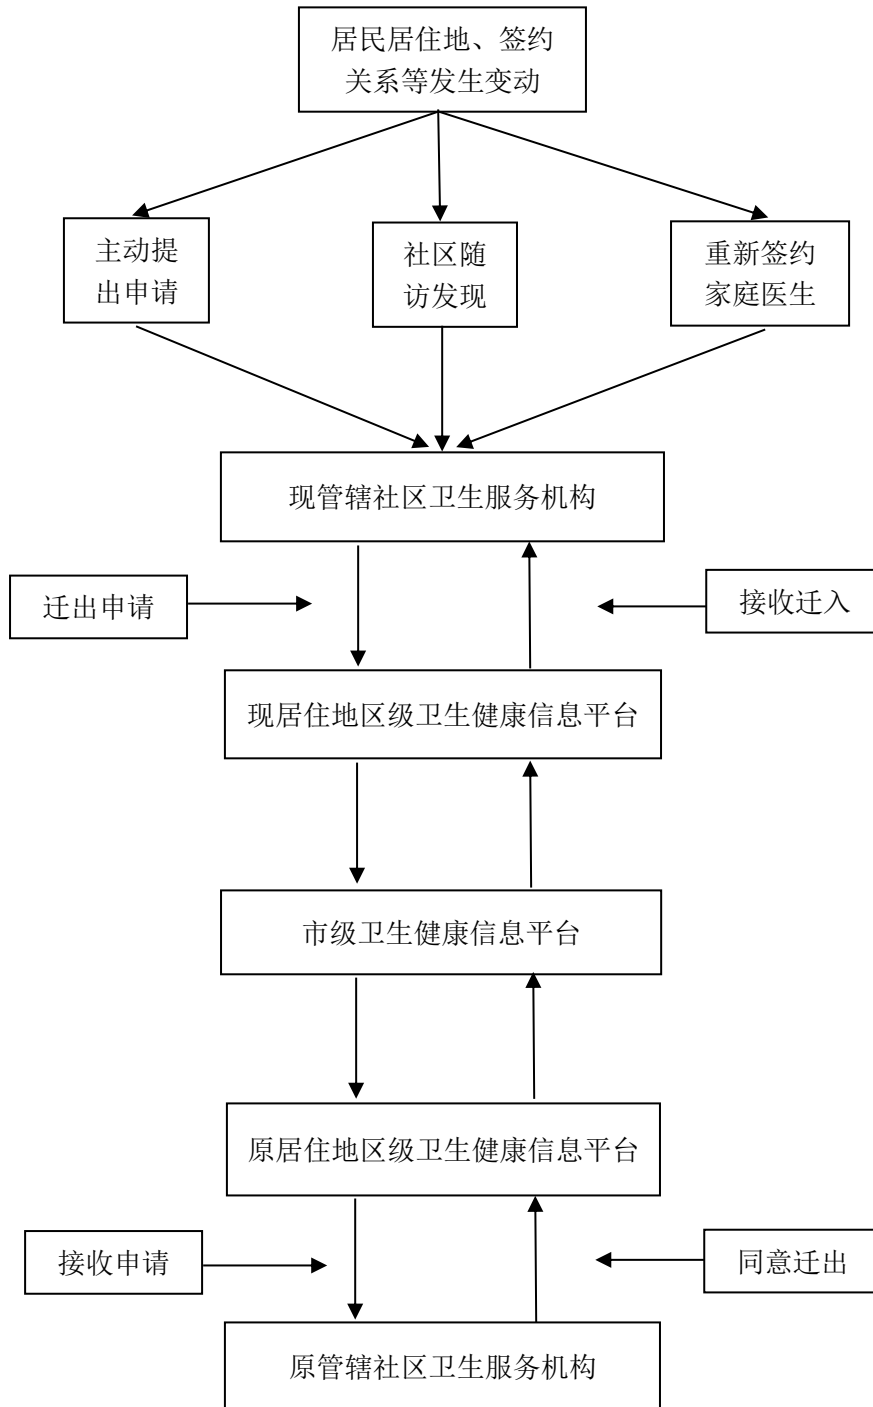 居民居住地、签约
关系等发生变动
主动提
出申请
社区随
访发现
重新签约
家庭医生
现管辖社区卫生服务机构
迁出申请
接收迁入
现居住地区级卫生健康信息平台
市级卫生健康信息平台
原居住地区级卫生健康信息平台
接收申请
同意迁出
原管辖社区卫生服务机构